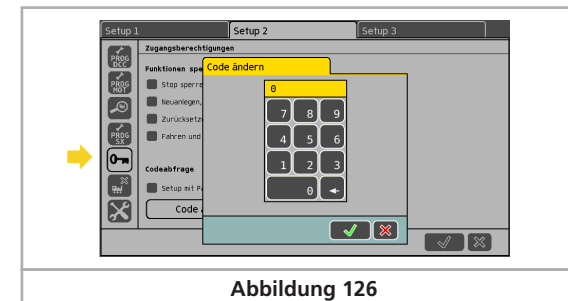 Setup 1 Setup 2 Setup 3
Zugangsberechtigungen
PROG DCC
Funktionen spe
Code ändern
PROG MOT
Stop sperre
0
Neuanlegen,
7 8 9
Zurücksetz
4 5 6
PROG SX
Fahren und
1 2 3
Codeabfrage
0
Setup mit Pa
Code
Abbildung 126